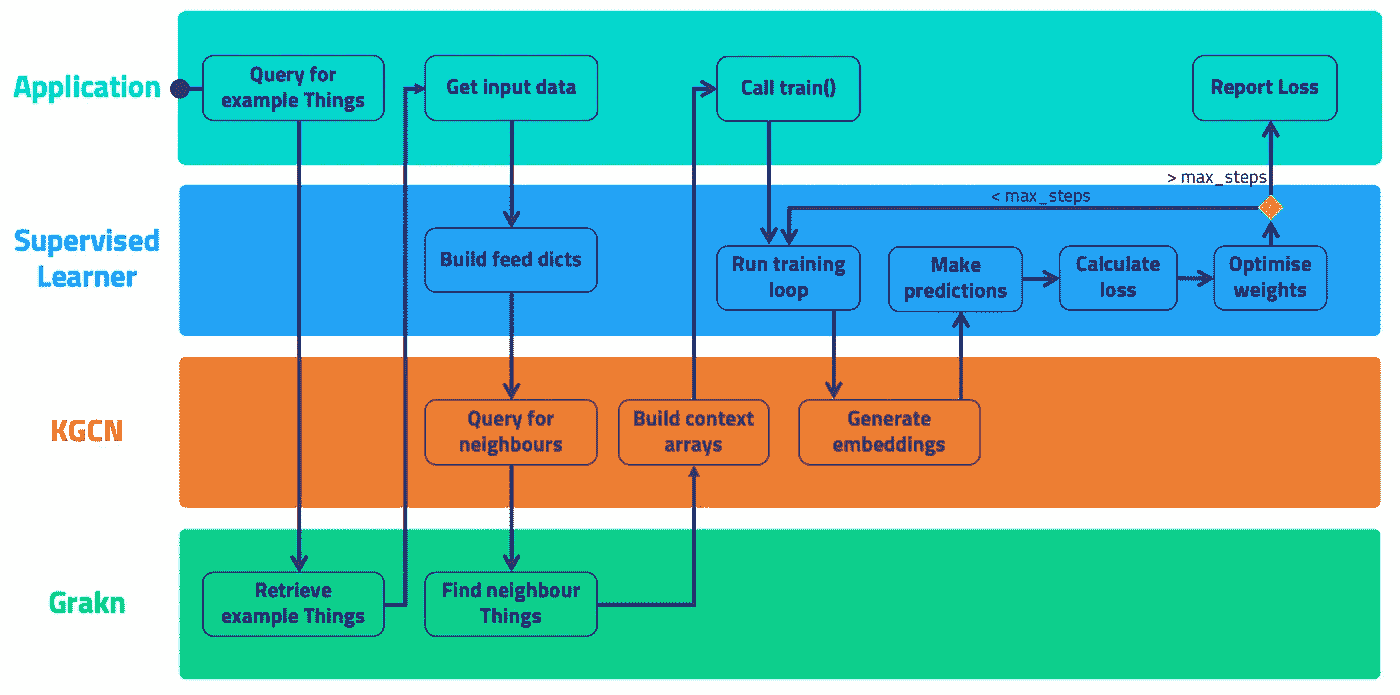 Application
Query for
example Things
Get input data
Call train()
Report Loss
> max_steps
< max_steps
Supervised
Learner
Build feed dicts
Run training
loop
Make
predictions
Calculate
loss
Optimise
weights
KGCN
Query for
neighbours
Build context
arrays
Generate
embeddings
Grakn
Retrieve
example Things
Find neighbour
Things